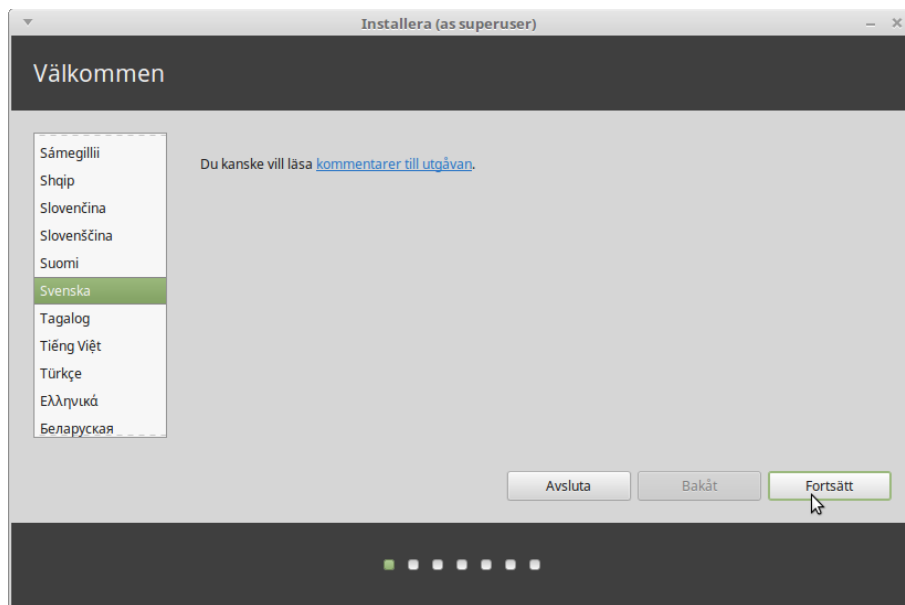 Installera (as superuser)
Välkommen
Sámegillii
Shqip
Slovenčina
Slovenščina
Suomi
Svenska
Tagalog
Tiếng Việt
Türkçe
Ελληνικά
Беларуская
Du kanske vill läsa kommentarer till utgåvan.
Avsluta
Bakåt
Fortsätt